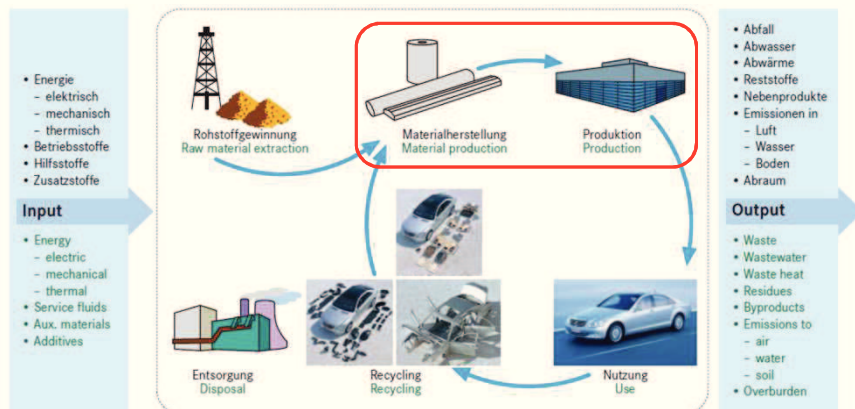 • Energie
– elektrisch
– mechanisch
– thermisch
• Betriebsstoffe
• Hilfsstoffe
• Zusatzstoffe
Input
• Energy
– electric
– mechanical
– thermal
• Service fluids
• Aux. materials
• Additives
Rohstoffgewinnung
Raw material extraction
Materialherstellung
Material production
Produktion
Production
Entsorgung
Disposal
Recycling
Recycling
Nutzung
Use
• Abfall
• Abwasser
• Abwärme
• Reststoffe
• Nebenprodukte
• Emissionen in
– Luft
– Wasser
– Boden
• Abraum
Output
• Waste
• Wastewater
• Waste heat
• Residues
• Byproducts
• Emissions to
– air
– water
– soil
• Overburden